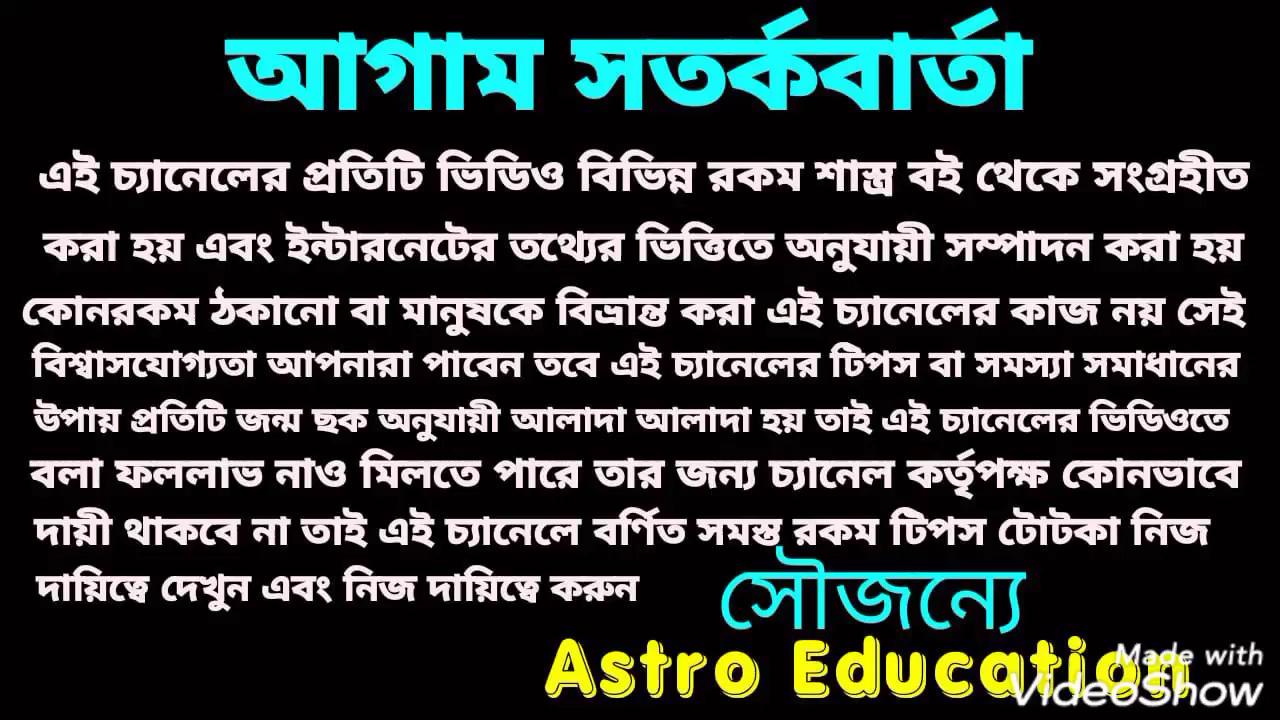 আগাম সতর্কবার্তা
এই চ্যানেলের প্রতিটি ভিডিও বিভিন্ন রকম শাস্ত্র বই থেকে সংগ্রহীত
করা হয় এবং ইন্টারনেটের তথ্যের ভিত্তিতে অনুযায়ী সম্পাদন করা হয়
কোনরকম ঠকানো বা মানুষকে বিভ্রান্ত করা এই চ্যানেলের কাজ নয় সেই
বিশ্বাসযোগ্যতা আপনারা পাবেন তবে এই চ্যানেলের টিপস বা সমস্যা সমাধানের
উপায় প্রতিটি জন্ম ছক অনুযায়ী আলাদা আলাদা হয় তাই এই চ্যানেলের ভিডিওতে
বলা ফললাভ নাও মিলতে পারে তার জন্য চ্যানেল কর্তৃপক্ষ কোনভাবে
দায়ী থাকবে না তাই এই চ্যানেলে বর্ণিত সমস্ত রকম টিপস টোটকা নিজ
দায়িত্বে দেখুন এবং নিজ দায়িত্বে করুন
সৌজন্যে
Astro Education
Made with
VideoShow